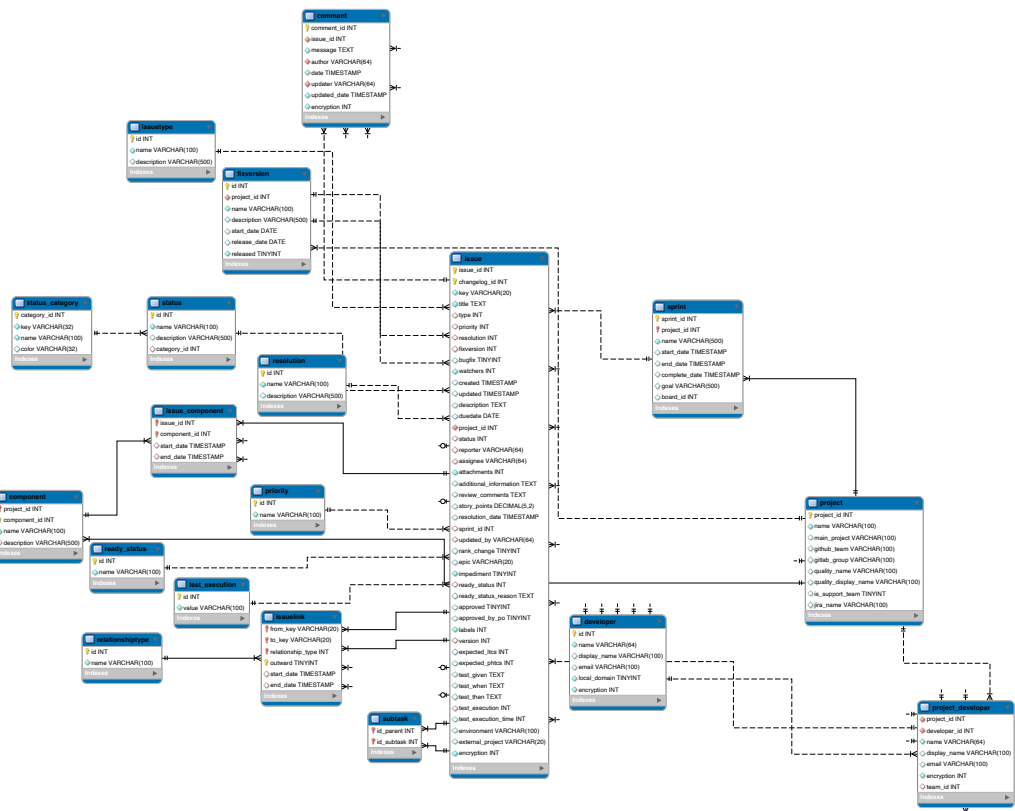 comment
comment_id INT
issue_id INT
message TEXT
author VARCHAR(64)
date TIMESTAMP
updater VARCHAR(64)
updated_date TIMESTAMP
encryption INT
Indexes
issuetype
id INT
name VARCHAR(100)
description VARCHAR(500)
Indexes
fixversion
id INT
project_id INT
name VARCHAR(100)
description VARCHAR(500)
start_date DATE
release_date DATE
released TINYINT
Indexes
issue
issue_id INT
changelog_id INT
key VARCHAR(20)
title TEXT
type INT
priority INT
resolution INT
fixversion INT
bugfix TINYINT
watchers INT
created TIMESTAMP
updated TIMESTAMP
description TEXT
duedate DATE
project_id INT
status INT
reporter VARCHAR(64)
assignee VARCHAR(64)
attachments INT
additional_information TEXT
review_comments TEXT
story_points DECIMAL(5,2)
resolution_date TIMESTAMP
sprint_id INT
updated_by VARCHAR(64)
rank_change TINYINT
epic VARCHAR(20)
impediment TINYINT
ready_status INT
ready_status_reason TEXT
approved TINYINT
approved_by_po TINYINT
labels INT
version INT
expected_ltcs INT
expected_phtcs INT
test_given TEXT
test_when TEXT
test_then TEXT
test_execution INT
test_execution_time INT
environment VARCHAR(100)
external_project VARCHAR(20)
encryption INT
Indexes
status_category
category_id INT
key VARCHAR(32)
name VARCHAR(100)
color VARCHAR(32)
Indexes
status
id INT
name VARCHAR(100)
description VARCHAR(500)
category_id INT
Indexes
resolution
id INT
name VARCHAR(100)
description VARCHAR(500)
Indexes
sprint
sprint_id INT
project_id INT
name VARCHAR(500)
start_date TIMESTAMP
end_date TIMESTAMP
complete_date TIMESTAMP
goal VARCHAR(500)
board_id INT
Indexes
issue_component
issue_id INT
component_id INT
start_date TIMESTAMP
end_date TIMESTAMP
Indexes
component
project_id INT
component_id INT
name VARCHAR(100)
description VARCHAR(500)
Indexes
priority
id INT
name VARCHAR(100)
Indexes
project
project_id INT
name VARCHAR(100)
main_project VARCHAR(100)
github_team VARCHAR(100)
gitlab_group VARCHAR(100)
quality_name VARCHAR(100)
quality_display_name VARCHAR(100)
is_support_team TINYINT
jira_name VARCHAR(100)
Indexes
ready_status
id INT
name VARCHAR(100)
Indexes
test_execution
id INT
value VARCHAR(100)
Indexes
issuelink
from_key VARCHAR(20)
to_key VARCHAR(20)
relationship_type INT
outward TINYINT
start_date TIMESTAMP
end_date TIMESTAMP
Indexes
relationshiptype
id INT
name VARCHAR(100)
Indexes
developer
id INT
name VARCHAR(64)
display_name VARCHAR(100)
email VARCHAR(100)
local_domain TINYINT
encryption INT
Indexes
subtask
id_parent INT
id_subtask INT
Indexes
project_developer
project_id INT
developer_id INT
name VARCHAR(64)
display_name VARCHAR(100)
email VARCHAR(100)
encryption INT
team_id INT
Indexes